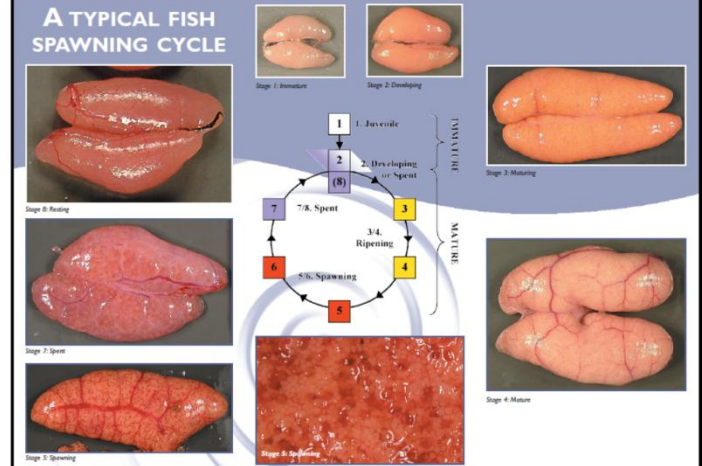 A TYPICAL FISH
SPAWNING CYCLE
Stage 1: Immature
Stage 2: Developing
Stage 3: Maturing
Stage 8: Resting
1
1. Juvenile
IMMATURE
2
2. Developing
or Spent
(8)
7
7/8. Spent
3
3/4.
Ripening
MATURE
6
5/6. Spawning
4
5
Stage 7: Spent
Stage 4: Mature
Stage 5: Spawning
Stage 5: Spawning